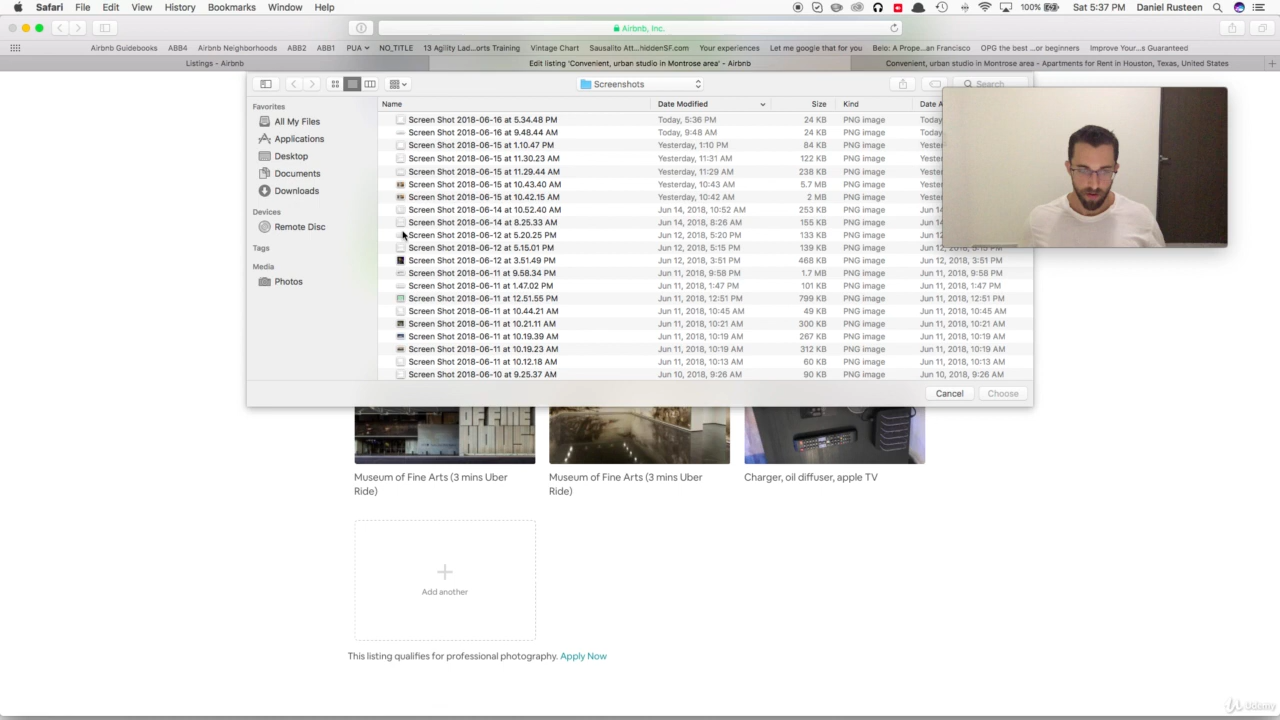 Safari File Edit View History Bookmarks Window Help 100% Sat 5:37 PM Daniel Rusteen
Airbnb, Inc.
Airbnb Guidebooks ABB4 Airbnb Neighborhoods ABB2 ABB1 PUA NO_TITLE 13 Agility Lad...orts Training Vintage Chart Sausalito Att...hiddenSF.com Your experiences Let me google that for you Belo: A Prope...an Francisco OPG the best ...or beginners Improve Your...s Guaranteed
Listings - Airbnb Edit listing 'Convenient, urban studio in Montrose area' - Airbnb Convenient, urban studio in Montrose area - Apartments for Rent in Houston, Texas, United States
Screenshots Search
Favorites
All My Files
Applications
Desktop
Documents
Downloads
Devices
Remote Disc
Tags
Media
Photos
Name Date Modified Size Kind Date A
Screen Shot 2018-06-16 at 5.34.48 PM Today, 5:36 PM 24 KB PNG image Today
Screen Shot 2018-06-16 at 9.48.44 AM Today, 9:48 AM 24 KB PNG image Today
Screen Shot 2018-06-15 at 1.10.47 PM Yesterday, 1:10 PM 84 KB PNG image Yeste
Screen Shot 2018-06-15 at 11.30.23 AM Yesterday, 11:31 AM 122 KB PNG image Yeste
Screen Shot 2018-06-15 at 11.29.44 AM Yesterday, 11:29 AM 238 KB PNG image Yeste
Screen Shot 2018-06-15 at 10.43.40 AM Yesterday, 10:43 AM 5.7 MB PNG image Yeste
Screen Shot 2018-06-15 at 10.42.15 AM Yesterday, 10:42 AM 2 MB PNG image Yeste
Screen Shot 2018-06-14 at 10.52.40 AM Jun 14, 2018, 10:52 AM 253 KB PNG image Jun 14
Screen Shot 2018-06-14 at 8.25.33 AM Jun 14, 2018, 8:26 AM 155 KB PNG image Jun 14
Screen Shot 2018-06-12 at 5.20.25 PM Jun 12, 2018, 5:20 PM 133 KB PNG image Jun 12
Screen Shot 2018-06-12 at 5.15.01 PM Jun 12, 2018, 5:15 PM 139 KB PNG image
Screen Shot 2018-06-12 at 3.51.49 PM Jun 12, 2018, 3:51 PM 468 KB PNG image Jun 12, 2018, 3:51 PM
Screen Shot 2018-06-11 at 9.58.34 PM Jun 11, 2018, 9:58 PM 1.7 MB PNG image Jun 11, 2018, 9:58 PM
Screen Shot 2018-06-11 at 1.47.02 PM Jun 11, 2018, 1:47 PM 101 KB PNG image Jun 11, 2018, 1:47 PM
Screen Shot 2018-06-11 at 12.51.55 PM Jun 11, 2018, 12:51 PM 799 KB PNG image Jun 11, 2018, 12:51 PM
Screen Shot 2018-06-11 at 10.44.21 AM Jun 11, 2018, 10:45 AM 49 KB PNG image Jun 11, 2018, 10:45 AM
Screen Shot 2018-06-11 at 10.21.11 AM Jun 11, 2018, 10:21 AM 300 KB PNG image Jun 11, 2018, 10:21 AM
Screen Shot 2018-06-11 at 10.19.39 AM Jun 11, 2018, 10:19 AM 267 KB PNG image Jun 11, 2018, 10:19 AM
Screen Shot 2018-06-11 at 10.19.23 AM Jun 11, 2018, 10:19 AM 312 KB PNG image Jun 11, 2018, 10:19 AM
Screen Shot 2018-06-11 at 10.12.18 AM Jun 11, 2018, 10:13 AM 60 KB PNG image Jun 11, 2018, 10:13 AM
Screen Shot 2018-06-10 at 9.25.37 AM Jun 10, 2018, 9:26 AM 90 KB PNG image Jun 10, 2018, 9:26 AM
Cancel Choose
OF FINE
HOUST
Museum of Fine Arts (3 mins Uber
Ride)
Museum of Fine Arts (3 mins Uber
Ride)
Charger, oil diffuser, apple TV
Add another
This listing qualifies for professional photography. Apply Now
Udemy